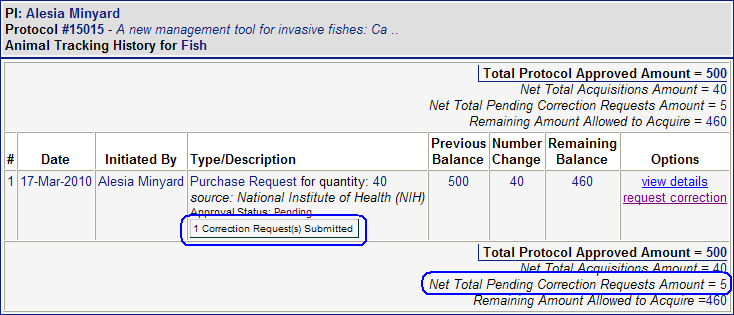 PI: Alesia Minyard
Protocol #15015 - A new management tool for invasive fishes: Ca ..
Animal Tracking History for Fish
Total Protocol Approved Amount = 500
Net Total Acquisitions Amount = 40
Net Total Pending Correction Requests Amount = 5
Remaining Amount Allowed to Acquire = 460
# Date Initiated By Type/Description Previous Balance Number Change Remaining Balance Options
1 17-Mar-2010 Alesia Minyard Purchase Request for quantity: 40 500 40 460 view details
source: National Institute of Health (NIH) request correction
Approval Status: Pending
1 Correction Request(s) Submitted
Total Protocol Approved Amount = 500
Net Total Acquisitions Amount = 40
Net Total Pending Correction Requests Amount = 5
Remaining Amount Allowed to Acquire =460